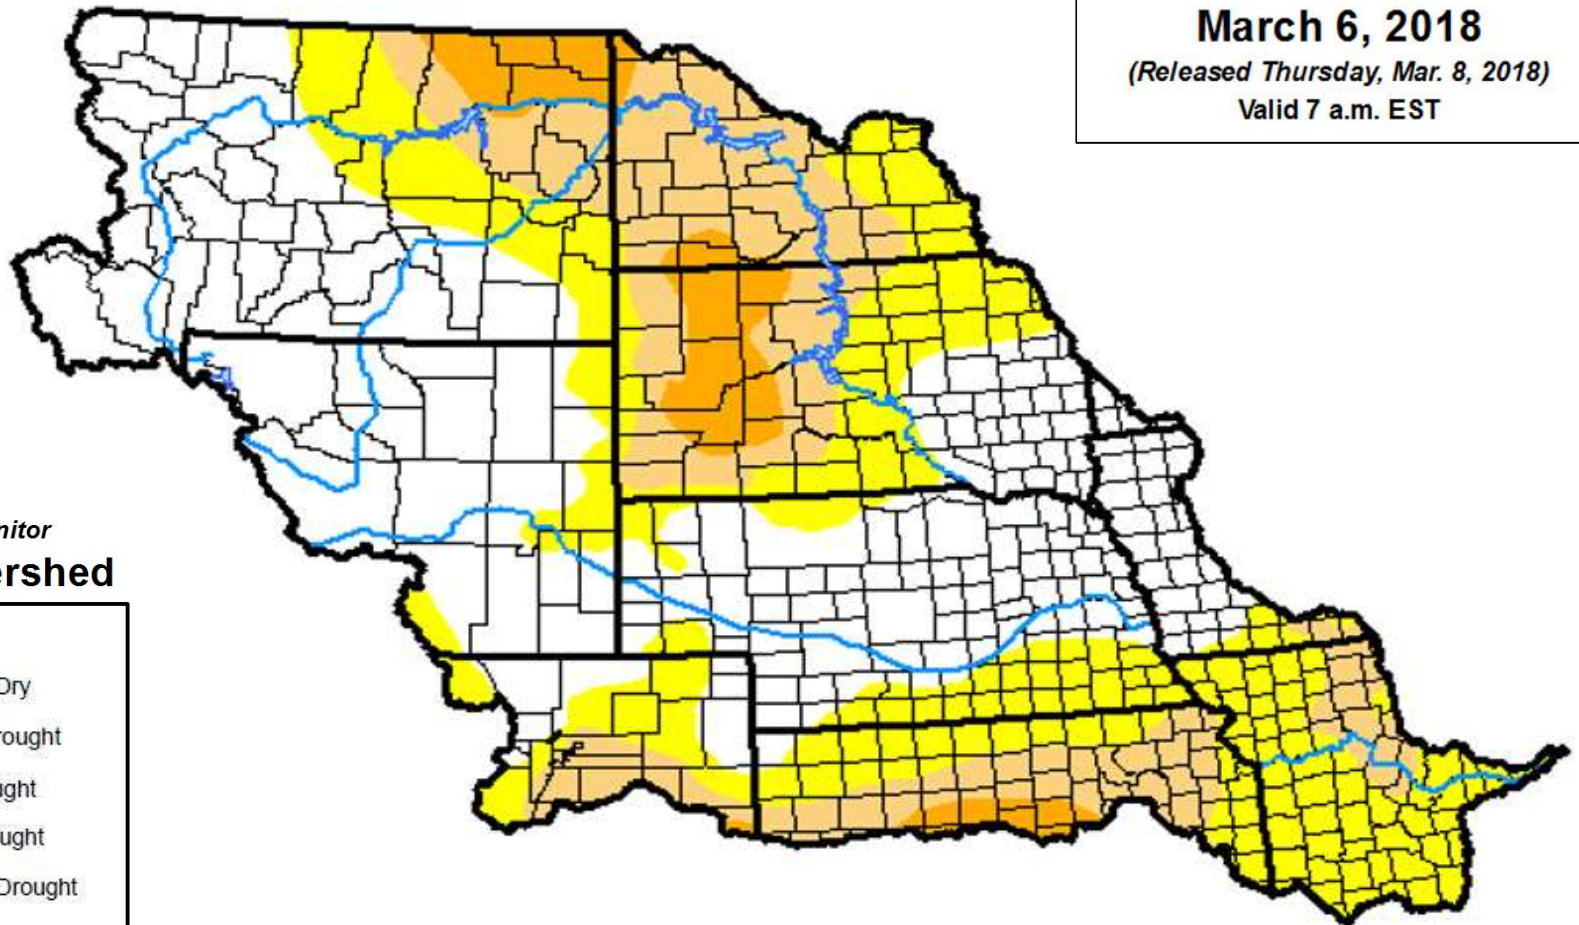 March 6, 2018
(Released Thursday, Mar. 8, 2018)
Valid 7 a.m. EST
nitor
ershed
Dry
rought
ught
ught
Drought